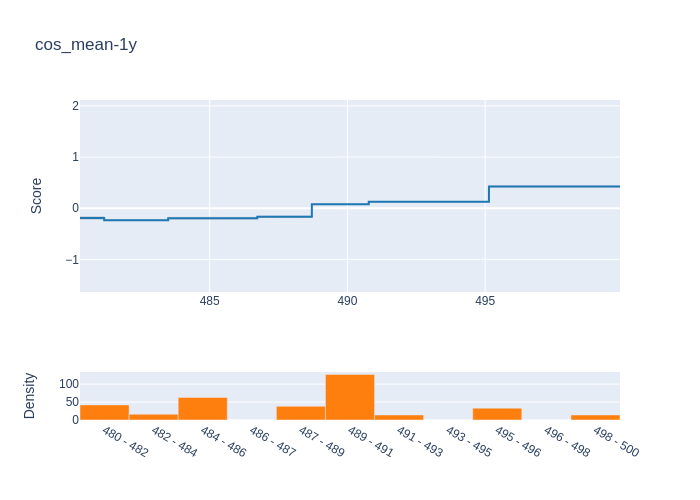 cos_mean-1y
Score
2
1
0
−1
485
490
495
Density
100
50
0
480 - 482
482 - 484
484 - 486
486 - 487
487 - 489
489 - 491
491 - 493
493 - 495
495 - 496
496 - 498
498 - 500